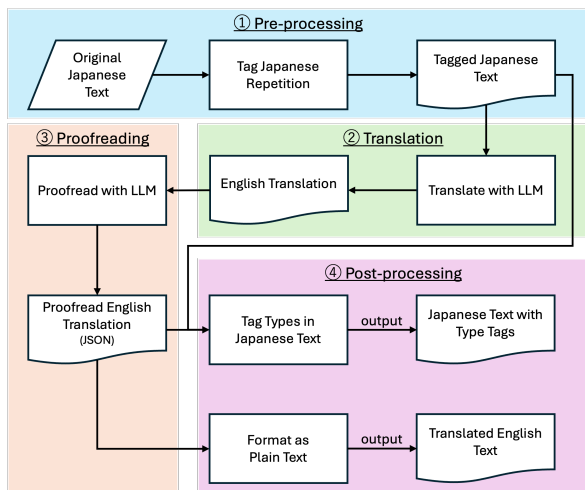 ① Pre-processing
Original
Japanese
Text
Tag Japanese
Repetition
Tagged Japanese
Text
③ Proofreading
② Translation
Proofread with LLM
English Translation
Translate with LLM
④ Post-processing
Proofread English
Translation
(JSON)
Tag Types in
Japanese Text
output
Japanese Text with
Type Tags
Format as
Plain Text
output
Translated English
Text